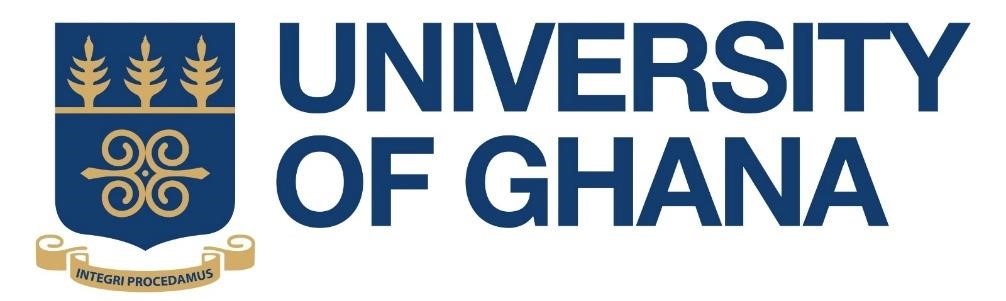 UNIVERSITY
OF GHANA
INTEGRI PROCEDAMUS